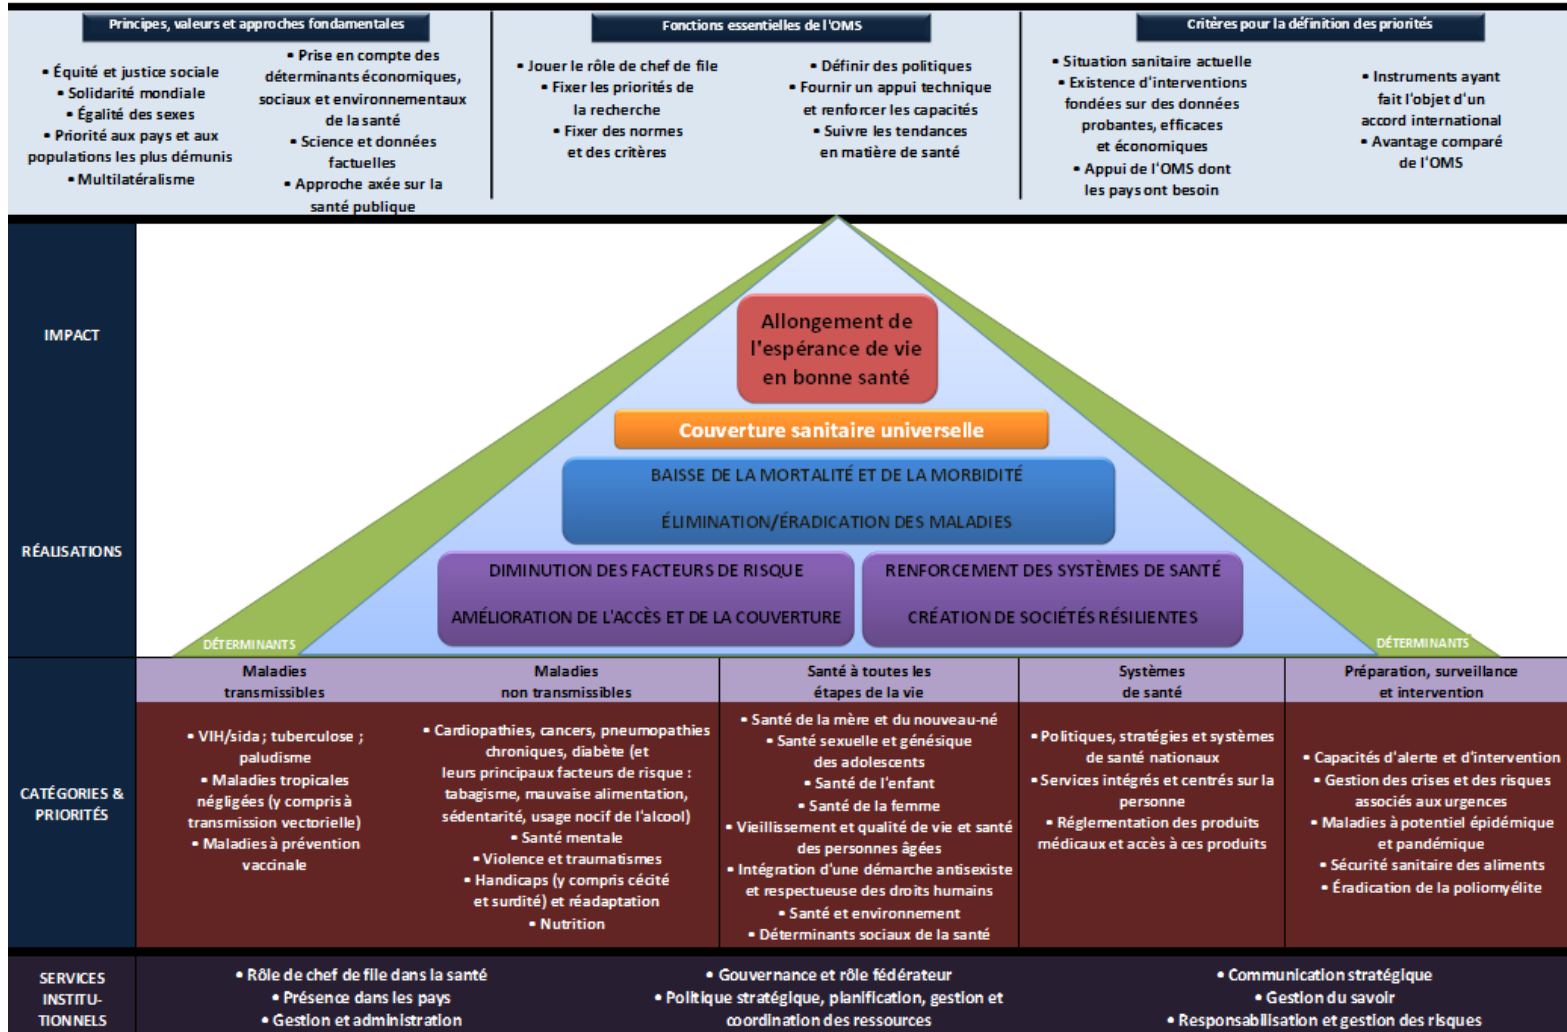 Principes, valeurs et approches fondamentales
• Équité et justice sociale
• Solidarité mondiale
• Égalité des sexes
• Priorité aux pays et aux
populations les plus démunis
• Multilatéralisme
• Prise en compte des
déterminants économiques,
sociaux et environnementaux
de la santé
• Science et données
factuelles
• Approche axée sur la
santé publique
Fonctions essentielles de l'OMS
• Jouer le rôle de chef de file
• Fixer les priorités de
la recherche
• Fixer des normes
et des critères
• Définir des politiques
• Fournir un appui technique
et renforcer les capacités
• Suivre les tendances
en matière de santé
Critères pour la définition des priorités
• Situation sanitaire actuelle
• Existence d'interventions
fondées sur des données
probantes, efficaces
et économiques
• Appui de l'OMS dont
les pays ont besoin
• Instruments ayant
fait l'objet d'un
accord international
• Avantage comparé
de l'OMS
IMPACT
Allongement de
l'espérance de vie
en bonne santé
Couverture sanitaire universelle
RÉALISATIONS
BAISSE DE LA MORTALITÉ ET DE LA MORBIDITÉ
ÉLIMINATION/ÉRADICATION DES MALADIES
DIMINUTION DES FACTEURS DE RISQUE
AMÉLIORATION DE L'ACCÈS ET DE LA COUVERTURE
RENFORCEMENT DES SYSTÈMES DE SANTÉ
CRÉATION DE SOCIÉTÉS RÉSILIENTES
DÉTERMINANTS
DÉTERMINANTS
CATÉGORIES &
PRIORITÉS
Maladies
transmissibles
• VIH/sida ; tuberculose ;
paludisme
• Maladies tropicales
négligées (y compris à
transmission vectorielle)
• Maladies à prévention
vaccinale
Maladies
non transmissibles
• Cardiopathies, cancers, pneumopathies
chroniques, diabète (et
leurs principaux facteurs de risque :
tabagisme, mauvaise alimentation,
sédentarité, usage nocif de l'alcool)
• Santé mentale
• Violence et traumatismes
• Handicaps (y compris cécité
et surdité) et réadaptation
• Nutrition
Santé à toutes les
étapes de la vie
• Santé de la mère et du nouveau-né
• Santé sexuelle et génésique
des adolescents
• Santé de l'enfant
• Santé de la femme
• Vieillissement et qualité de vie et santé
des personnes âgées
• Intégration d'une démarche antisexiste
et respectueuse des droits humains
• Santé et environnement
• Déterminants sociaux de la santé
Systèmes
de santé
• Politiques, stratégies et systèmes
de santé nationaux
• Services intégrés et centrés sur la
personne
• Réglementation des produits
médicaux et accès à ces produits
Préparation, surveillance
et intervention
• Capacités d'alerte et d'intervention
• Gestion des crises et des risques
associés aux urgences
• Maladies à potentiel épidémique
et pandémique
• Sécurité sanitaire des aliments
• Éradication de la poliomyélite
SERVICES
INSTITU-
TIONNELS
• Rôle de chef de file dans la santé
• Présence dans les pays
• Gestion et administration
• Gouvernance et rôle fédérateur
• Politique stratégique, planification, gestion et
coordination des ressources
• Communication stratégique
• Gestion du savoir
• Responsabilisation et gestion des risques